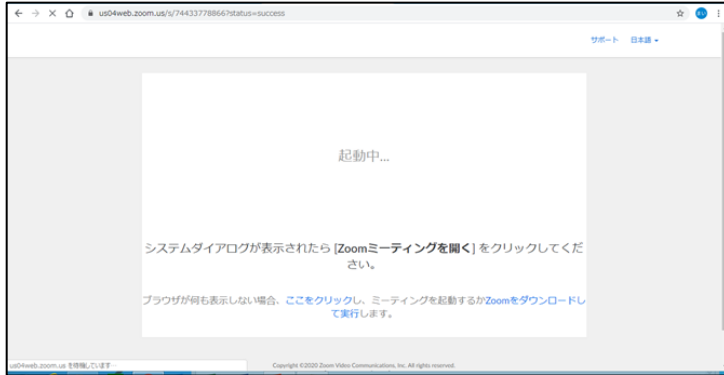 us04web.zoom.us/s/74433778866?status=success
まい
サポート 日本語
起動中...
システムダイアログが表示されたら [Zoomミーティングを開く] をクリックしてくだ
さい。
ブラウザが何も表示しない場合、ここをクリックし、ミーティングを起動するかZoomをダウンロードし
て実行します。
us04web.zoom.us を待機しています…
Copyright ©2020 Zoom Video Communications, Inc. All rights reserved.